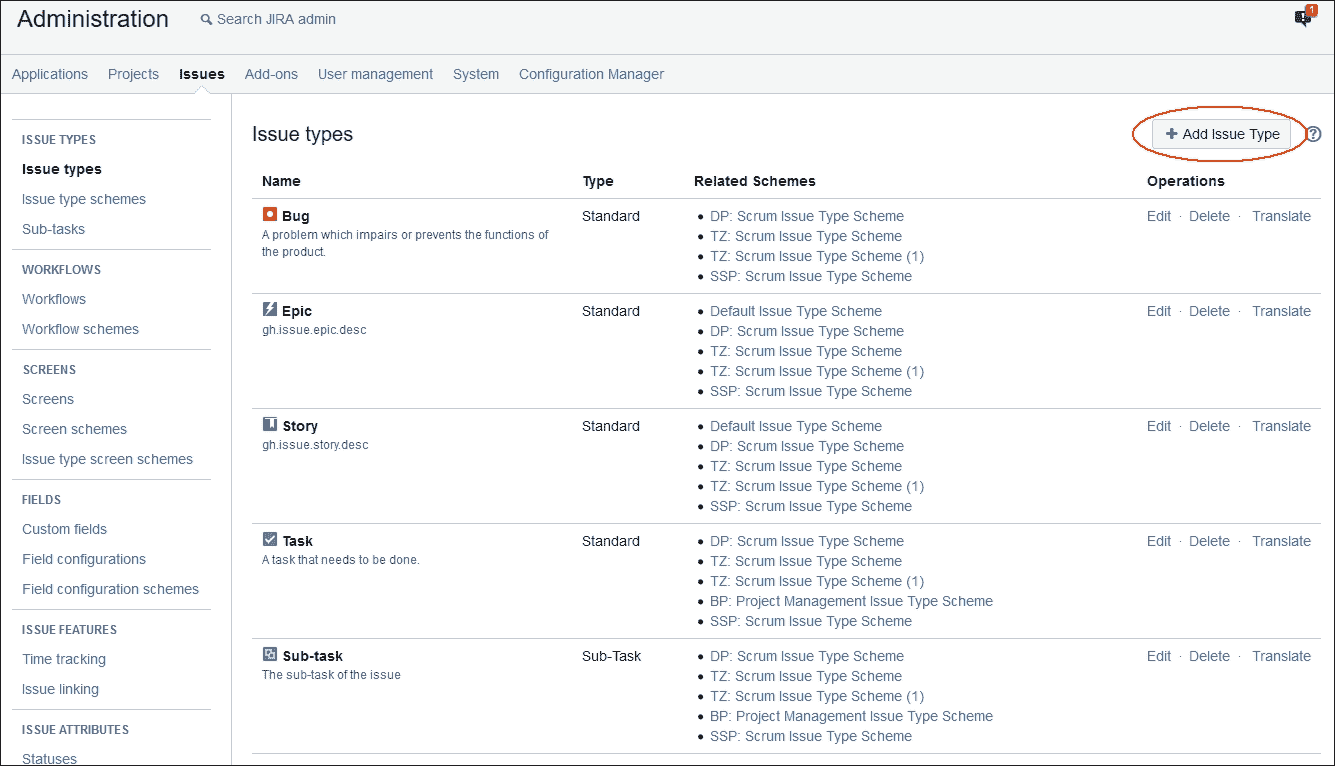 Administration
Search JIRA admin
1
Applications Projects Issues Add-ons User management System Configuration Manager
ISSUE TYPES
Issue types
Issue type schemes
Sub-tasks
WORKFLOWS
Workflows
Workflow schemes
SCREENS
Screens
Screen schemes
Issue type screen schemes
FIELDS
Custom fields
Field configurations
Field configuration schemes
ISSUE FEATURES
Time tracking
Issue linking
ISSUE ATTRIBUTES
Statuses
Issue types
+ Add Issue Type ?
Name Type Related Schemes Operations
Bug Standard • DP: Scrum Issue Type Scheme Edit · Delete · Translate
A problem which impairs or prevents the functions of • TZ: Scrum Issue Type Scheme
the product. • TZ: Scrum Issue Type Scheme (1)
• SSP: Scrum Issue Type Scheme
Epic Standard • Default Issue Type Scheme Edit · Delete · Translate
gh.issue.epic.desc • DP: Scrum Issue Type Scheme
• TZ: Scrum Issue Type Scheme
• TZ: Scrum Issue Type Scheme (1)
• SSP: Scrum Issue Type Scheme
Story Standard • Default Issue Type Scheme Edit · Delete · Translate
gh.issue.story.desc • DP: Scrum Issue Type Scheme
• TZ: Scrum Issue Type Scheme
• TZ: Scrum Issue Type Scheme (1)
• SSP: Scrum Issue Type Scheme
Task Standard • DP: Scrum Issue Type Scheme Edit · Delete · Translate
A task that needs to be done. • TZ: Scrum Issue Type Scheme
• TZ: Scrum Issue Type Scheme (1)
• BP: Project Management Issue Type Scheme
• SSP: Scrum Issue Type Scheme
Sub-task Sub-Task • DP: Scrum Issue Type Scheme Edit · Delete · Translate
The sub-task of the issue • TZ: Scrum Issue Type Scheme
• TZ: Scrum Issue Type Scheme (1)
• BP: Project Management Issue Type Scheme
• SSP: Scrum Issue Type Scheme